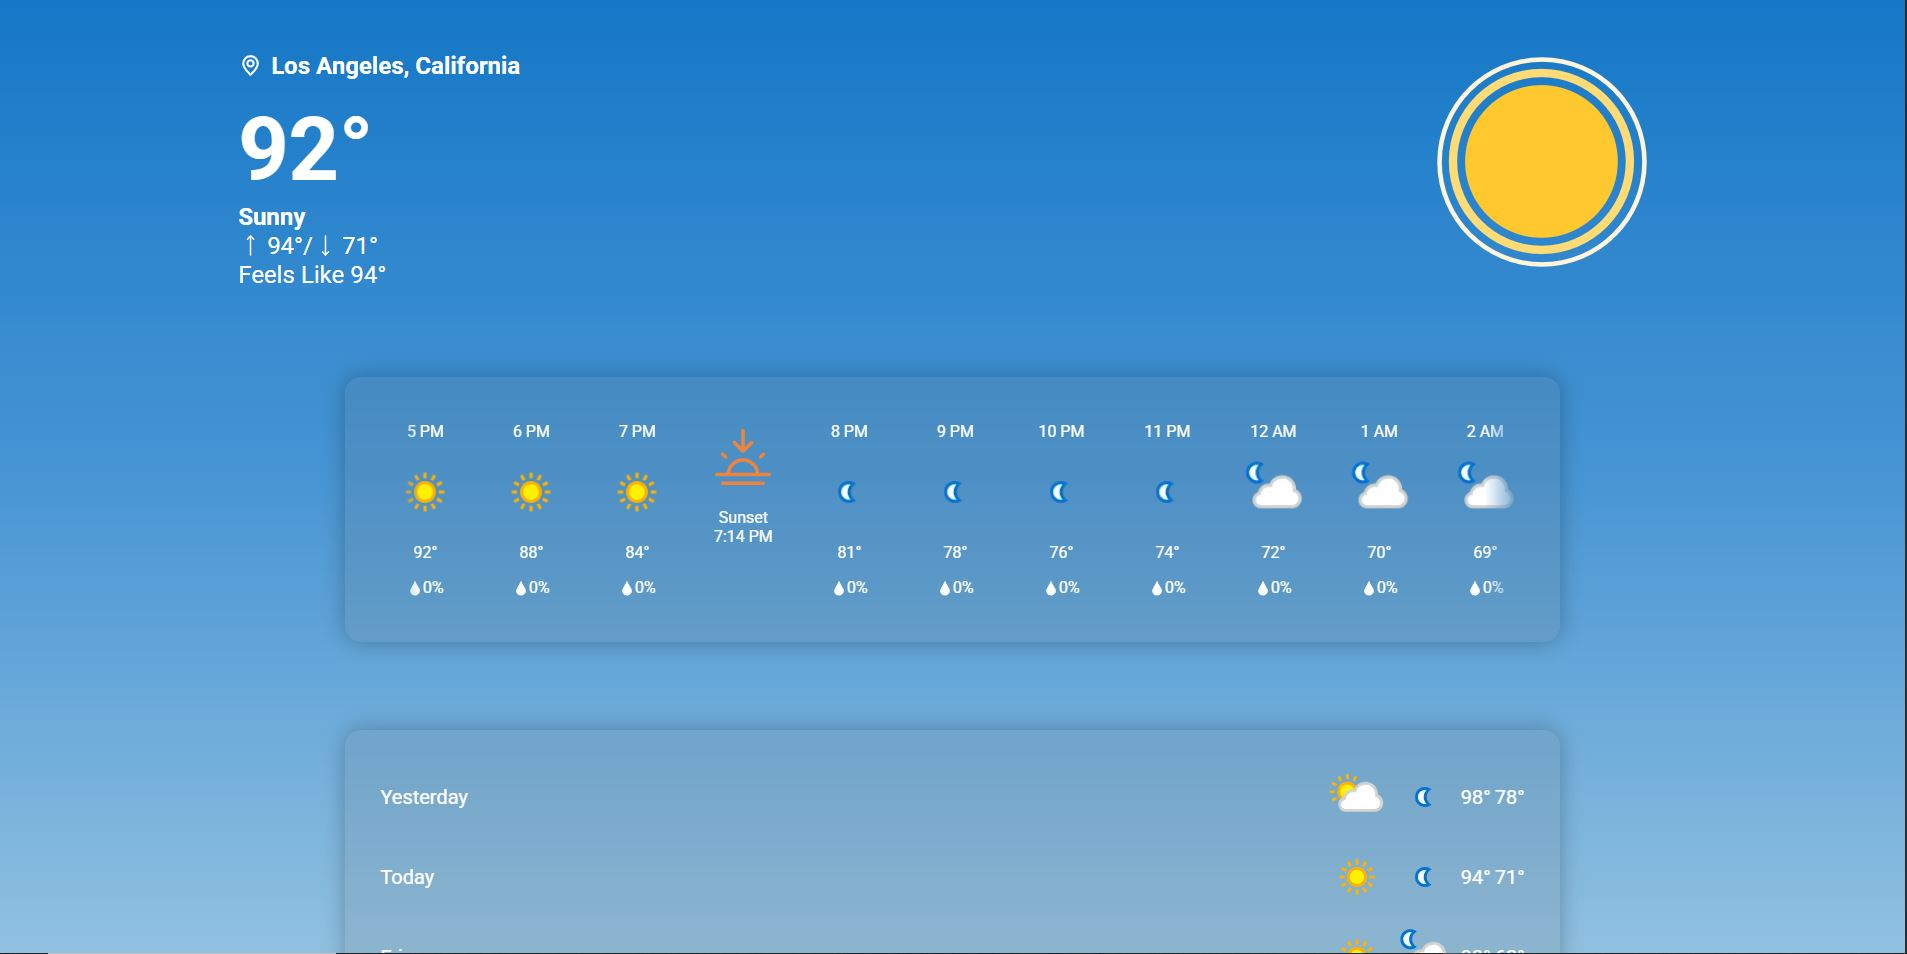 Los Angeles, California
92°
Sunny
↑ 94°/ ↓ 71°
Feels Like 94°
5 PM 6 PM 7 PM 8 PM 9 PM 10 PM 11 PM 12 AM 1 AM 2 AM
Sunset
7:14 PM
92° 88° 84° 81° 78° 76° 74° 72° 70° 69°
0% 0% 0% 0% 0% 0% 0% 0% 0% 0%
Yesterday 98° 78°
Today 94° 71°